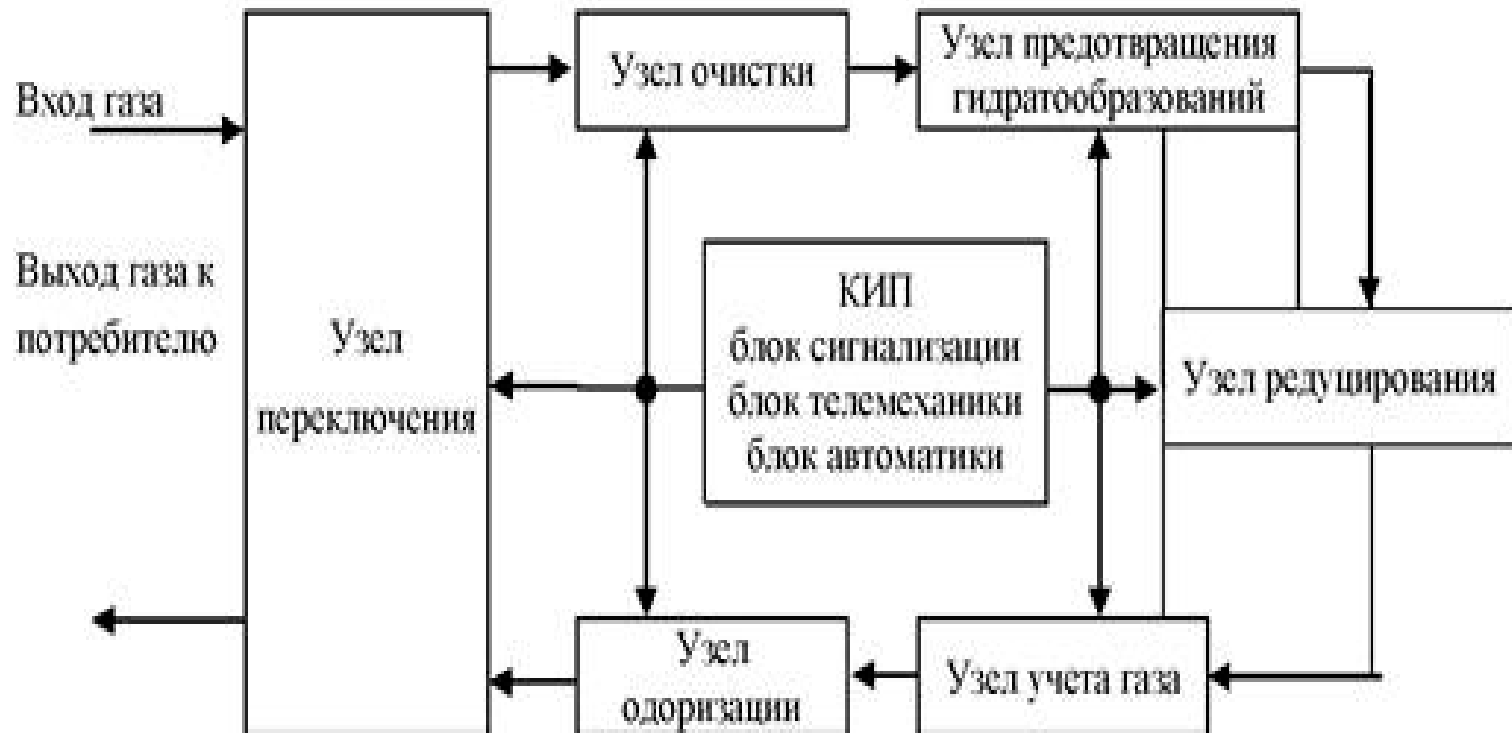 Вход газа
Выход газа к
потребителю
Узел
переключения
Узел очистки
Узел предотвращения
гидратообразований
КИП
блок сигнализации
блок телемеханики
блок автоматики
Узел редуцирования
Узел
одоризации
Узел учета газа